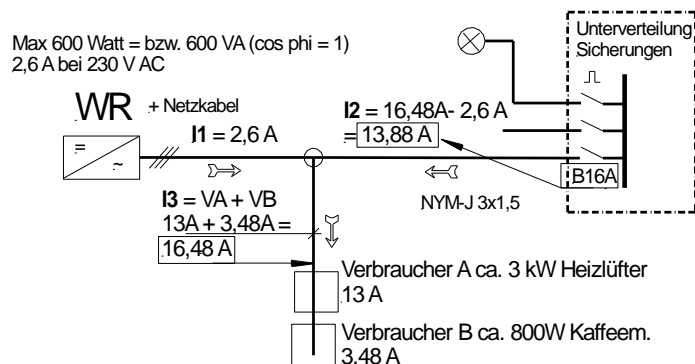 Max 600 Watt = bzw. 600 VA (cos phi = 1)
2,6 A bei 230 V AC
Unterverteilung
Sicherungen
WR + Netzkabel
I1 = 2,6 A
I2 = 16,48A- 2,6 A
= 13,88 A
=
~
B16A
NYM-J 3x1,5
I3 = VA + VB
13A + 3,48A =
16,48 A
Verbraucher A ca. 3 kW Heizlüfter
13 A
Verbraucher B ca. 800W Kaffeem.
3,48 A